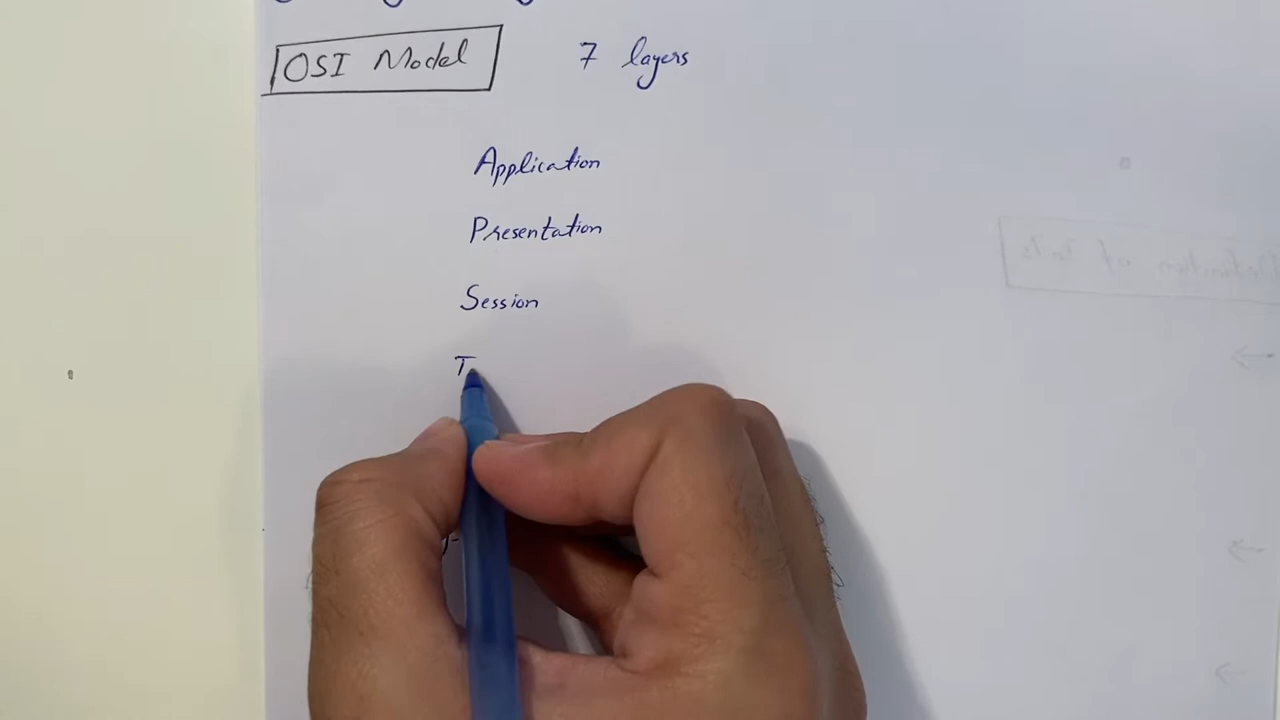 OSI Model 7 layers
Application
Presentation
Session
T